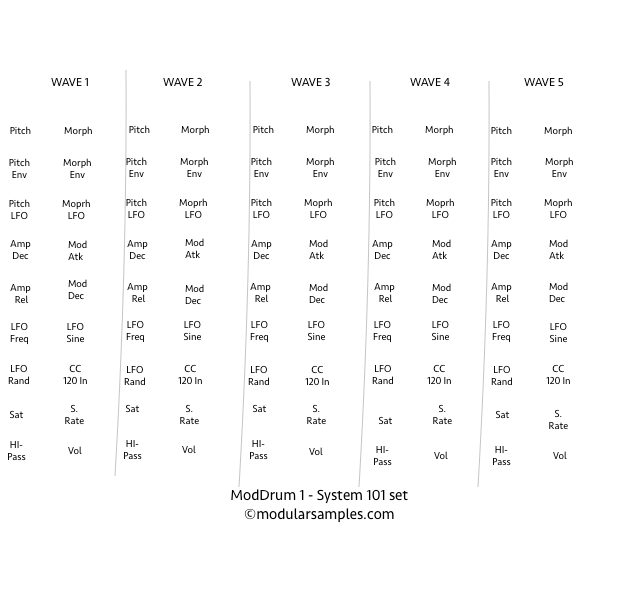 WAVE 1 WAVE 2 WAVE 3 WAVE 4 WAVE 5
Pitch Morph Pitch Morph Pitch Morph Pitch Morph Pitch Morph
Pitch Morph Pitch Morph Pitch Morph Pitch Morph Pitch Morph
Env Env Env Env Env Env Env Env Env Env
Pitch Moprh Pitch Moprh Pitch Moprh Pitch Moprh Pitch Moprh
LFO LFO LFO LFO LFO LFO LFO LFO LFO LFO
Amp Mod Amp Mod Amp Mod Amp Mod Amp Mod
Dec Atk Dec Atk Dec Atk Dec Atk Dec Atk
Amp Mod Amp Mod Amp Mod Amp Mod Amp Mod
Rel Dec Rel Dec Rel Dec Rel Dec Rel Dec
LFO LFO LFO LFO LFO LFO LFO LFO LFO LFO
Freq Sine Freq Sine Freq Sine Freq Sine Freq Sine
LFO CC LFO CC LFO CC LFO CC LFO CC
Rand 120 In Rand 120 In Rand 120 In Rand 120 In Rand 120 In
Sat S. Sat S. Sat S. Sat S. Sat S.
Rate Rate Rate Rate Rate
HI- Vol HI- Vol HI- Vol HI- Vol HI- Vol
Pass Pass Pass Pass Pass
ModDrum 1 - System 101 set
©modularsamples.com